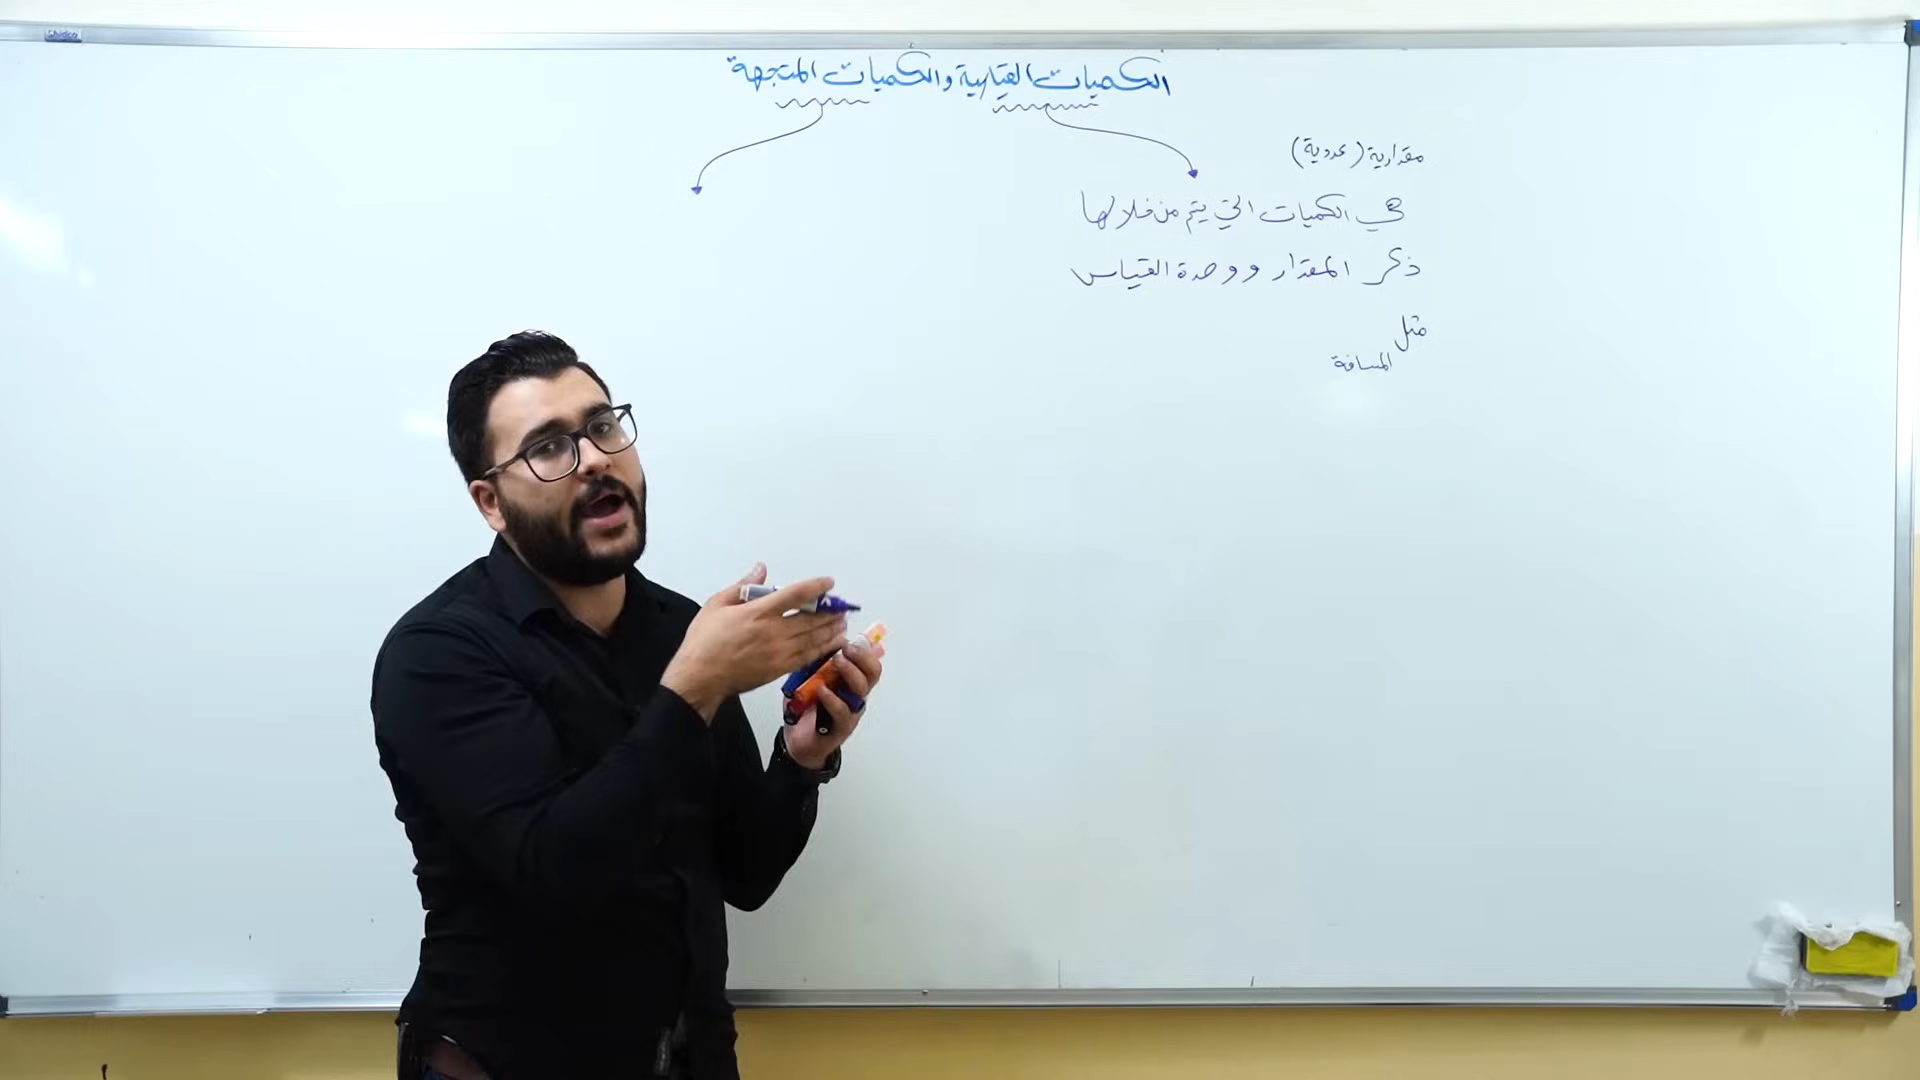 الكميات القياسية والكميات المتجهة
مقدارية (عددية)
هي الكميات التي يتم من خلالها
ذكر المقدار ووحدة القياس
مثل
المسافة